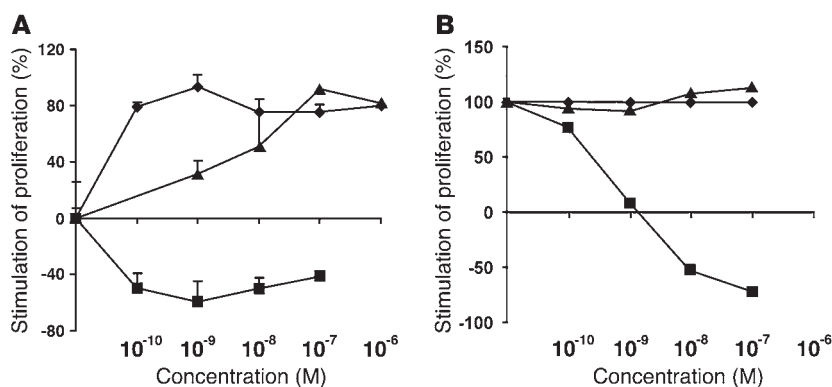 A
Stimulation of proliferation (%)
120
80
40
0
-40
-80
10⁻¹⁰ 10⁻⁹ 10⁻⁸ 10⁻⁷ 10⁻⁶
Concentration (M)
B
Stimulation of proliferation (%)
150
100
50
0
-50
-100
10⁻¹⁰ 10⁻⁹ 10⁻⁸ 10⁻⁷ 10⁻⁶
Concentration (M)